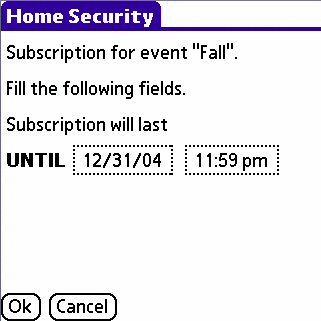 Home Security
Subscription for event "Fall".
Fill the following fields.
Subscription will last
UNTIL 12/31/04 11:59 pm
Ok Cancel